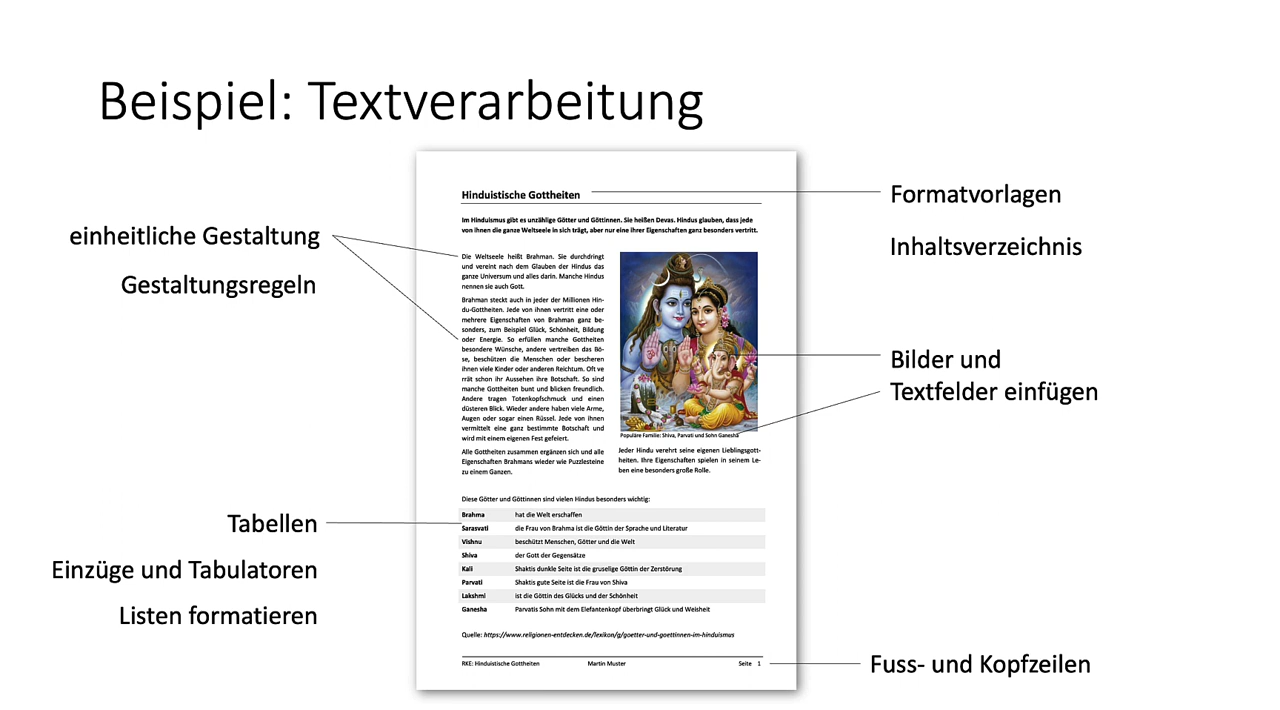 Beispiel: Textverarbeitung
einheitliche Gestaltung
Gestaltungsregeln
Tabellen
Einzüge und Tabulatoren
Listen formatieren
Hinduistische Gottheiten
Im Hinduismus gibt es unzählige Götter und Göttinnen. Sie heißen Devas. Hindus glauben, dass jede
von ihnen die ganze Weltseele in sich trägt, aber nur eine ihrer Eigenschaften ganz besonders vertritt.
Die Weltseele heißt Brahman. Sie durchdringt
und vereint nach dem Glauben der Hindus das
ganze Universum und alles darin. Manche Hindus
nennen sie auch Gott.
Brahman steckt auch in jeder der Millionen Hin-
du-Gottheiten. Jede von ihnen vertritt eine oder
mehrere Eigenschaften von Brahman ganz be-
sonders, zum Beispiel Glück, Schönheit, Bildung
oder Energie. So erfüllen manche Gottheiten
besondere Wünsche, andere vertreiben das Bö-
se, beschützen die Menschen oder bescheren
ihnen viele Kinder oder anderen Reichtum. Oft ve
rrät schon ihr Aussehen ihre Botschaft. So sind
manche Gottheiten bunt und blicken freundlich.
Andere tragen Totenkopfschmuck und einen
düsteren Blick. Wieder andere haben viele Arme,
Augen oder sogar einen Rüssel. Jede von ihnen
vermittelt eine ganz bestimmte Botschaft und
wird mit einem eigenen Fest gefeiert.
Alle Gottheiten zusammen ergänzen sich und alle
Eigenschaften Brahmans wieder wie Puzzlesteine
zu einem Ganzen.
Populäre Familie: Shiva, Parvati und Sohn Ganesha
Jeder Hindu verehrt seine eigenen Lieblingsgott-
heiten. Ihre Eigenschaften spielen in seinem Le-
ben eine besonders große Rolle.
Diese Götter und Göttinnen sind vielen Hindus besonders wichtig:
Brahma hat die Welt erschaffen
Sarasvati die Frau von Brahma ist die Göttin der Sprache und Literatur
Vishnu beschützt Menschen, Götter und die Welt
Shiva der Gott der Gegensätze
Kali Shaktis dunkle Seite ist die gruselige Göttin der Zerstörung
Parvati Shaktis gute Seite ist die Frau von Shiva
Lakshmi ist die Göttin des Glücks und der Schönheit
Ganesha Parvatis Sohn mit dem Elefantenkopf überbringt Glück und Weisheit
Quelle: https://www.religionen-entdecken.de/lexikon/g/goetter-und-goettinnen-im-hinduismus
RKE: Hinduistische Gottheiten Martin Muster Seite 1
Formatvorlagen
Inhaltsverzeichnis
Bilder und
Textfelder einfügen
Fuss- und Kopfzeilen